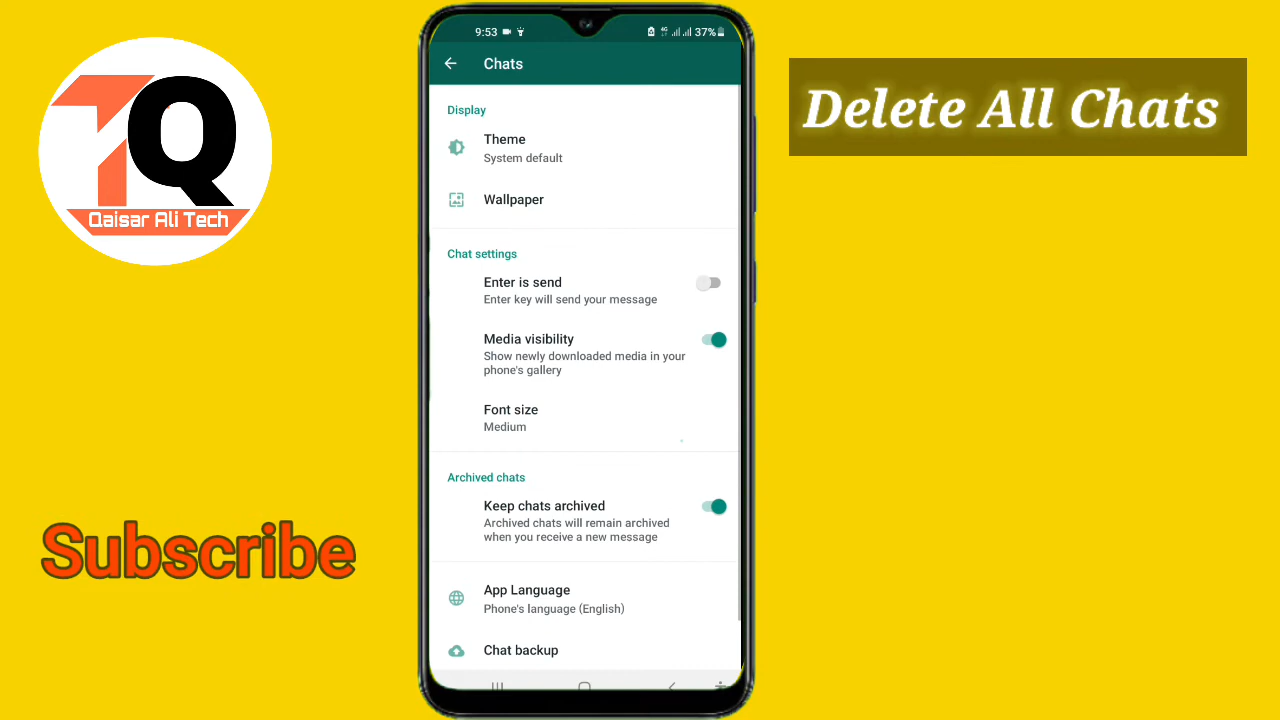 TQ
Qaisar Ali Tech
Subscribe
9:53
4G
37%
Chats
Display
Theme
System default
Wallpaper
Chat settings
Enter is send
Enter key will send your message
Media visibility
Show newly downloaded media in your
phone's gallery
Font size
Medium
Archived chats
Keep chats archived
Archived chats will remain archived
when you receive a new message
App Language
Phone's language (English)
Chat backup
Delete All Chats